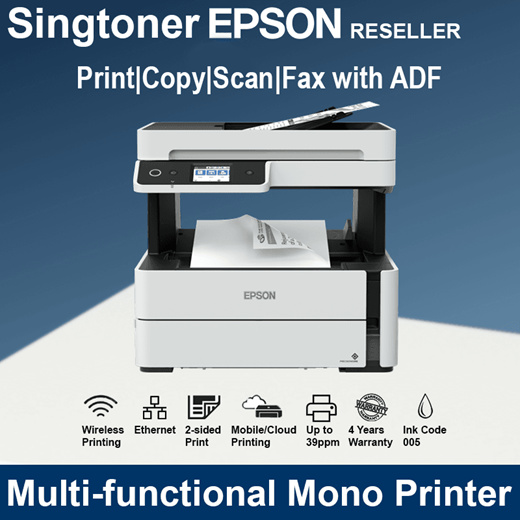 Singtoner EPSON RESELLER
Print|Copy|Scan|Fax with ADF
EPSON
Wireless Printing
Ethernet
2-sided Print
Mobile/Cloud Printing
Up to 39ppm
WARRANTY
4 Years Warranty
Ink Code 005
Multi-functional Mono Printer